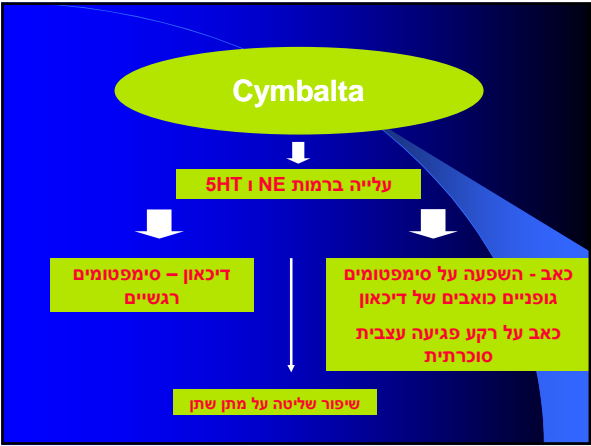 Cymbalta
עלייה ברמות NE ו 5HT
כאב - השפעה על סימפטומים
גופניים כואבים של דיכאון
כאב על רקע פגיעה עצבית
סוכרתית
דיכאון – סימפטומים
רגשיים
שיפור שליטה על מתן שתן